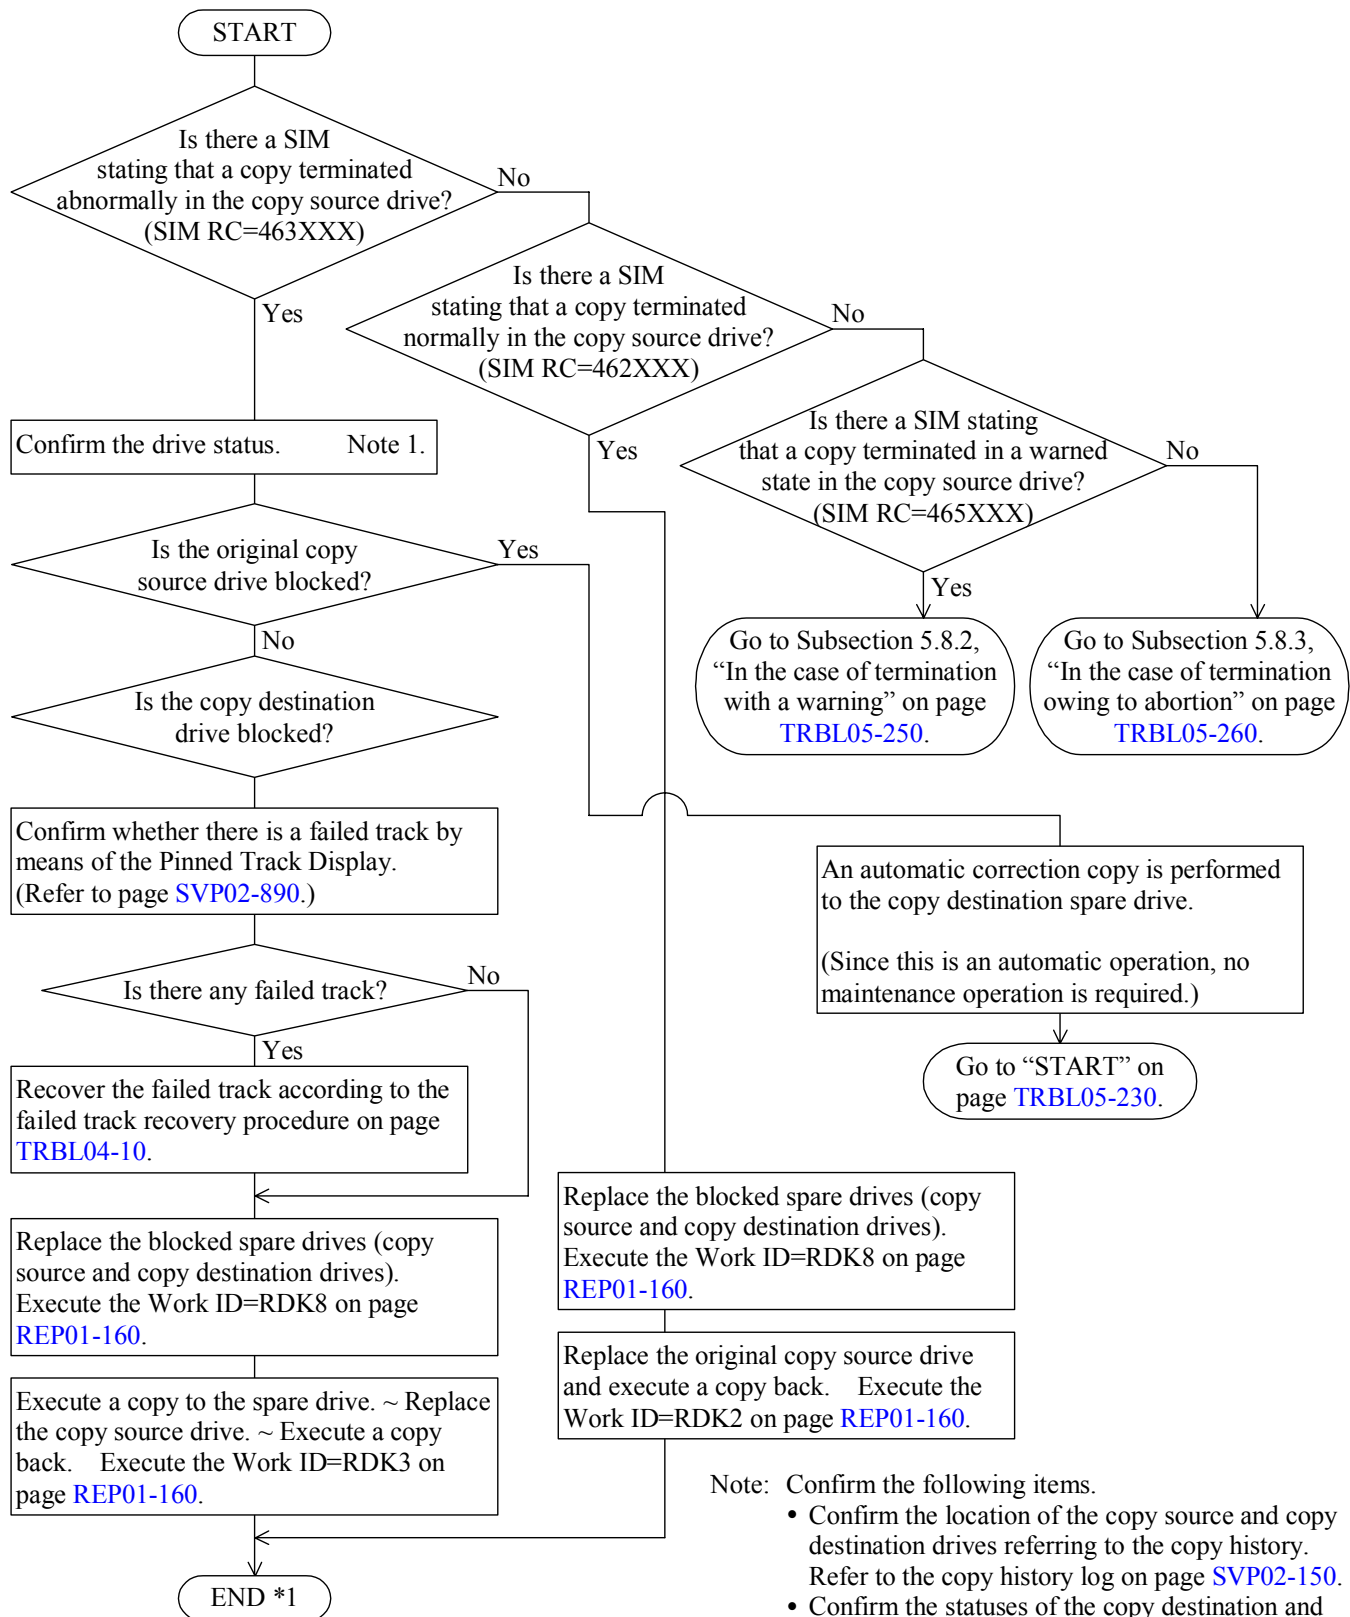 START
Is there a SIM
stating that a copy terminated
abnormally in the copy source drive?
(SIM RC=463XXX)
No
Yes
Is there a SIM
stating that a copy terminated
normally in the copy source drive?
(SIM RC=462XXX)
No
Yes
Is there a SIM stating
that a copy terminated in a warned
state in the copy source drive?
(SIM RC=465XXX)
No
Yes
Confirm the drive status. Note 1.
Is the original copy
source drive blocked?
Yes
No
Go to Subsection 5.8.2,
“In the case of termination
with a warning” on page
TRBL05-250.
Go to Subsection 5.8.3,
“In the case of termination
owing to abortion” on page
TRBL05-260.
Is the copy destination
drive blocked?
Confirm whether there is a failed track by
means of the Pinned Track Display.
(Refer to page SVP02-890.)
An automatic correction copy is performed
to the copy destination spare drive.
(Since this is an automatic operation, no
maintenance operation is required.)
Is there any failed track?
No
Yes
Go to “START” on
page TRBL05-230.
Recover the failed track according to the
failed track recovery procedure on page
TRBL04-10.
Replace the blocked spare drives (copy
source and copy destination drives).
Execute the Work ID=RDK8 on page
REP01-160.
Replace the blocked spare drives (copy
source and copy destination drives).
Execute the Work ID=RDK8 on page
REP01-160.
Replace the original copy source drive
and execute a copy back. Execute the
Work ID=RDK2 on page REP01-160.
Execute a copy to the spare drive. ~ Replace
the copy source drive. ~ Execute a copy
back. Execute the Work ID=RDK3 on
page REP01-160.
END *1
Note: Confirm the following items.
• Confirm the location of the copy source and copy
destination drives referring to the copy history.
Refer to the copy history log on page SVP02-150.
• Confirm the statuses of the copy destination and